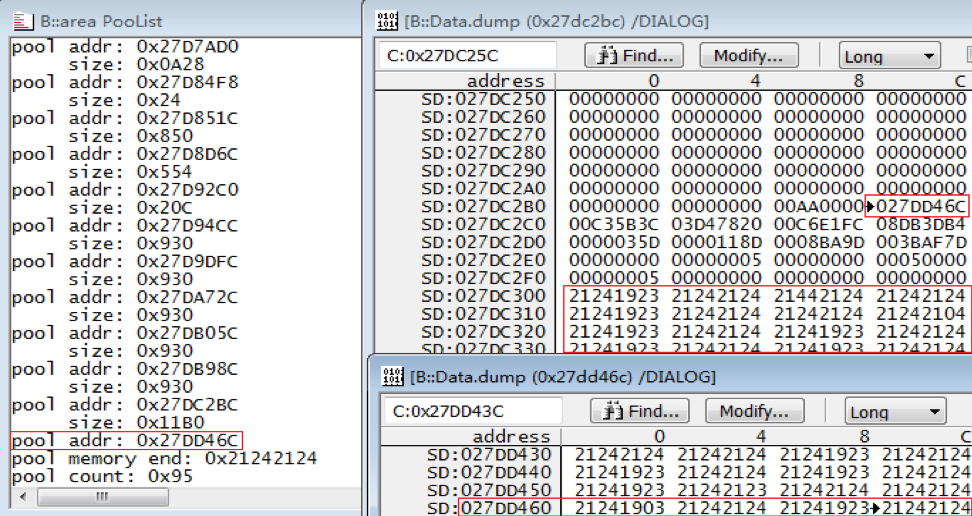 B::area PooList
pool addr: 0x27D7AD0
size: 0x0A28
pool addr: 0x27D84F8
size: 0x24
pool addr: 0x27D851C
size: 0x850
pool addr: 0x27D8D6C
size: 0x554
pool addr: 0x27D92C0
size: 0x20C
pool addr: 0x27D94CC
size: 0x930
pool addr: 0x27D9DFC
size: 0x930
pool addr: 0x27DA72C
size: 0x930
pool addr: 0x27DB05C
size: 0x930
pool addr: 0x27DB98C
size: 0x930
pool addr: 0x27DC2BC
size: 0x11B0
pool addr: 0x27DD46C
pool memory end: 0x21242124
pool count: 0x95
[B::Data.dump (0x27dc2bc) /DIALOG]
C:0x27DC25C Find... Modify... Long
address 0 4 8 C
SD:027DC250 00000000 00000000 00000000 00000000
SD:027DC260 00000000 00000000 00000000 00000000
SD:027DC270 00000000 00000000 00000000 00000000
SD:027DC280 00000000 00000000 00000000 00000000
SD:027DC290 00000000 00000000 00000000 00000000
SD:027DC2A0 00000000 00000000 00000000 00000000
SD:027DC2B0 00000000 00000000 00AA0000 027DD46C
SD:027DC2C0 00C35B3C 03D47820 00C6E1FC 08DB3DB4
SD:027DC2D0 0000035D 0000118D 0008BA9D 003BAF7D
SD:027DC2E0 00000000 00000005 00000000 00050000
SD:027DC2F0 00000005 00000000 00000000 00000000
SD:027DC300 21241923 21242124 21442124 21242124
SD:027DC310 21241923 21242124 21242124 21242104
SD:027DC320 21241923 21242124 21241923 21242124
SD:027DC330 21241923 21242124 21241923 21242124
[B::Data.dump (0x27dd46c) /DIALOG]
C:0x27DD43C Find... Modify... Long
address 0 4 8 C
SD:027DD430 21242124 21242124 21241923 21242124
SD:027DD440 21241923 21242124 21241923 21242124
SD:027DD450 21241923 21242123 21242124 21242124
SD:027DD460 21241903 21242124 21241923 21242124